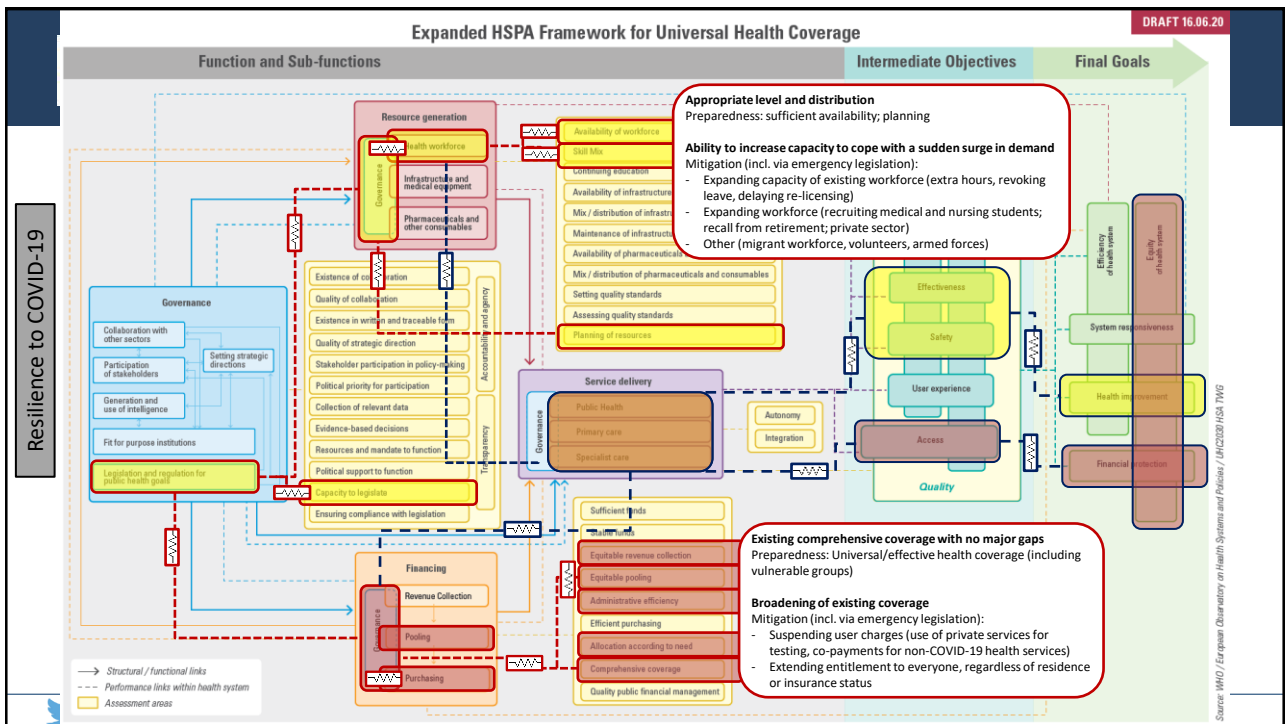 DRAFT 16.06.20
Expanded HSPA Framework for Universal Health Coverage
Function and Sub-functions
Intermediate Objectives
Final Goals
Resilience to COVID-19
Resource generation
Governance
Health workforce
Infrastructure and
medical equipment
Pharmaceuticals and
other consumables
Availability of workforce
Skill Mix
Continuing education
Availability of infrastructure
Mix / distribution of infrast
Maintenance of infrastruct
Availability of pharmaceuticals
Mix / distribution of pharmaceuticals and consumables
Setting quality standards
Assessing quality standards
Planning of resources
Appropriate level and distribution
Preparedness: sufficient availability; planning
Ability to increase capacity to cope with a sudden surge in demand
Mitigation (incl. via emergency legislation):
- Expanding capacity of existing workforce (extra hours, revoking
leave, delaying re-licensing)
- Expanding workforce (recruiting medical and nursing students;
recall from retirement; private sector)
- Other (migrant workforce, volunteers, armed forces)
Governance
Collaboration with
other sectors
Participation
of stakeholders
Setting strategic
directions
Generation and
use of intelligence
Fit for purpose institutions
Legislation and regulation for
public health goals
Existence of collaboration
Quality of collaboration
Existence in written and traceable form
Quality of strategic direction
Stakeholder participation in policy-making
Political priority for participation
Collection of relevant data
Evidence-based decisions
Resources and mandate to function
Political support to function
Capacity to legislate
Ensuring compliance with legislation
Accountability and agency
Transparency
Service delivery
Governance
Public Health
Primary care
Specialist care
Autonomy
Integration
Effectiveness
Safety
User experience
Access
Quality
Efficiency
of health system
Equity
of health system
System responsiveness
Health improvement
Financial protection
Financing
Governance
Revenue Collection
Pooling
Purchasing
Sufficient funds
Stable funds
Equitable revenue collection
Equitable pooling
Administrative efficiency
Efficient purchasing
Allocation according to need
Comprehensive coverage
Quality public financial management
Existing comprehensive coverage with no major gaps
Preparedness: Universal/effective health coverage (including
vulnerable groups)
Broadening of existing coverage
Mitigation (incl. via emergency legislation):
- Suspending user charges (use of private services for
testing, co-payments for non-COVID-19 health services)
- Extending entitlement to everyone, regardless of residence
or insurance status
Structural / functional links
Performance links within health system
Assessment areas
Source: WHO / European Observatory on Health Systems and Policies / UHC2030 HSA TWG